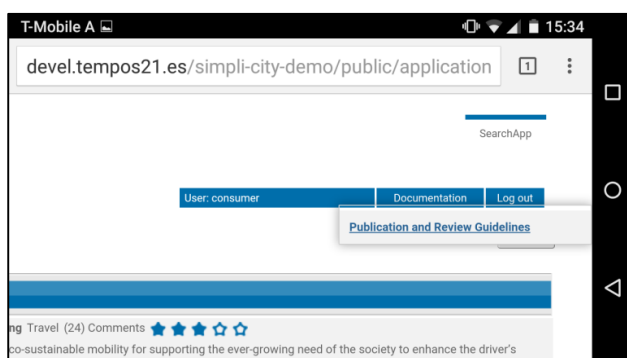 T-Mobile A 15:34
devel.tempos21.es/simpli-city-demo/public/application 1
SearchApp
User: consumer Documentation Log out
Publication and Review Guidelines
ng Travel (24) Comments
co-sustainable mobility for supporting the ever-growing need of the society to enhance the driver's